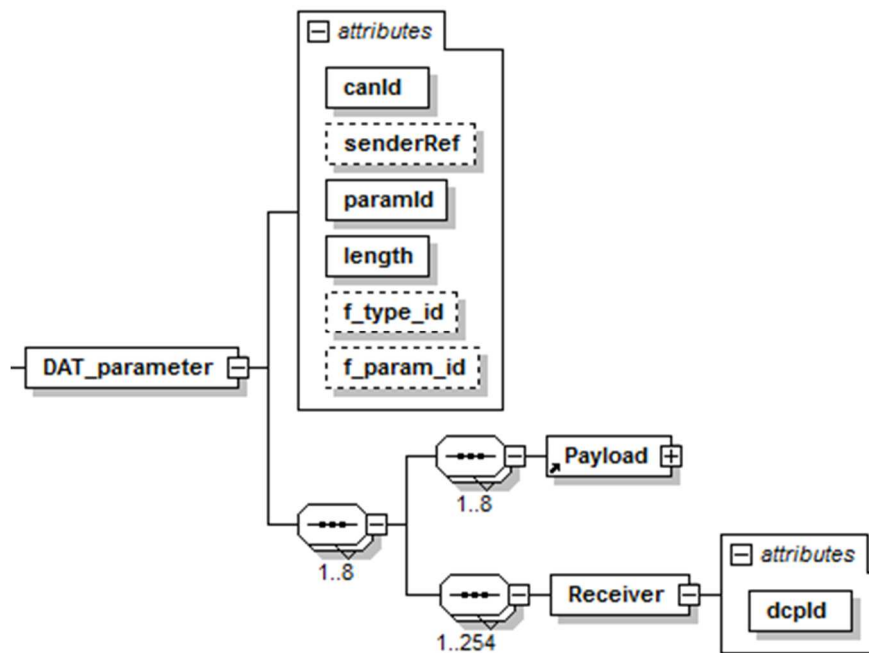 attributes
canId
senderRef
paramId
length
f_type_id
f_param_id
DAT_parameter
Payload
1..8
1..8
attributes
Receiver
dcpId
1..254